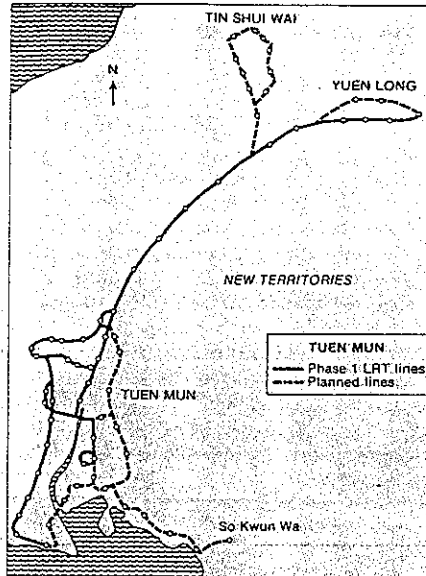 TIN SHUI WAI
YUEN LONG
N
NEW TERRITORIES
TUEN MUN
Phase 1 LRT lines
Planned lines
TUEN MUN
So Kwun Wa